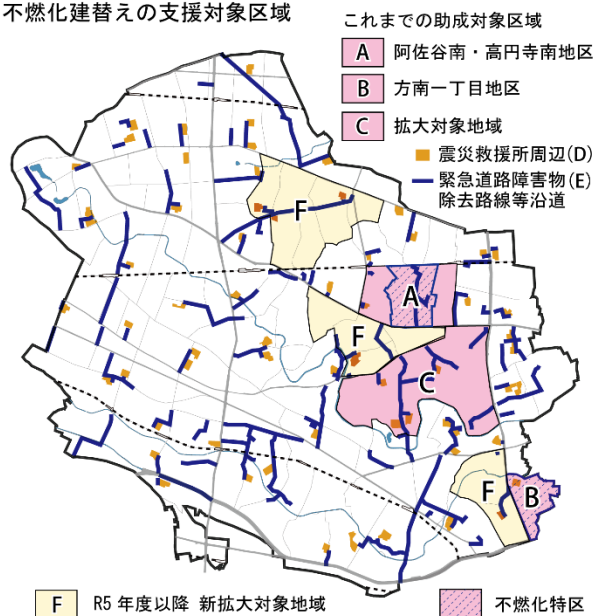 不燃化建替えの支援対象区域
これまでの助成対象区域
A 阿佐谷南・高円寺南地区
B 方南一丁目地区
C 拡大対象地域
震災救援所周辺(D)
緊急道路障害物(E)
除去路線等沿道
F
A
F
C
F
B
F R5年度以降 新拡大対象地域
不燃化特区